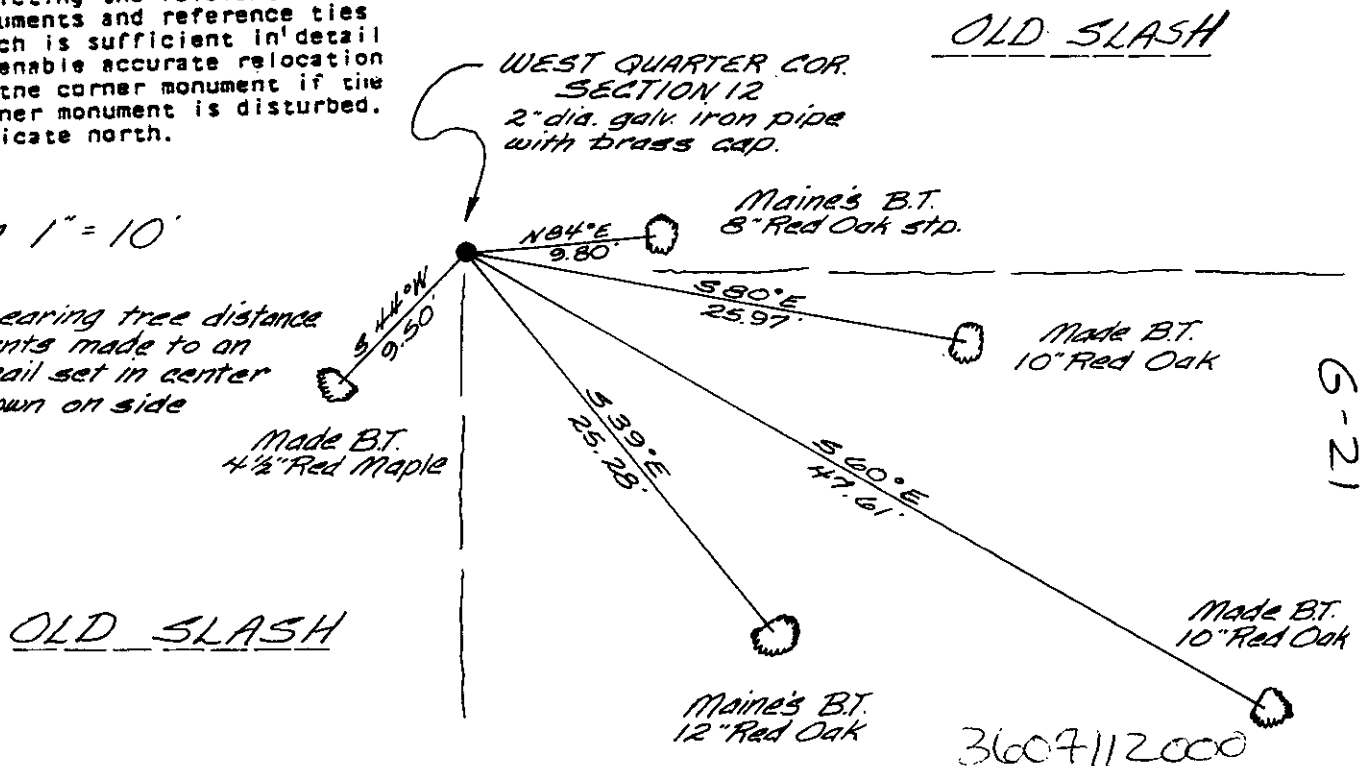 uments and reference ties
ch is sufficient in detail
enable accurate relocation
the corner monument if the
ner monument is disturbed.
icate north.
1" = 10'
earing tree distance
nts made to an
ail set in center
own on side
OLD SLASH
WEST QUARTER COR.
SECTION 12
2" dia. galv. iron pipe
with brass cap.
Maine's B.T.
8" Red Oak stp.
N84°E
9.80'
S80°E
25.97'
Made B.T.
10" Red Oak
S44°W
9.50'
Made B.T.
4½" Red Maple
S39°E
25.28'
S60°E
47.61'
G-21
OLD SLASH
Maine's B.T.
12" Red Oak
Made B.T.
10" Red Oak
3607112000